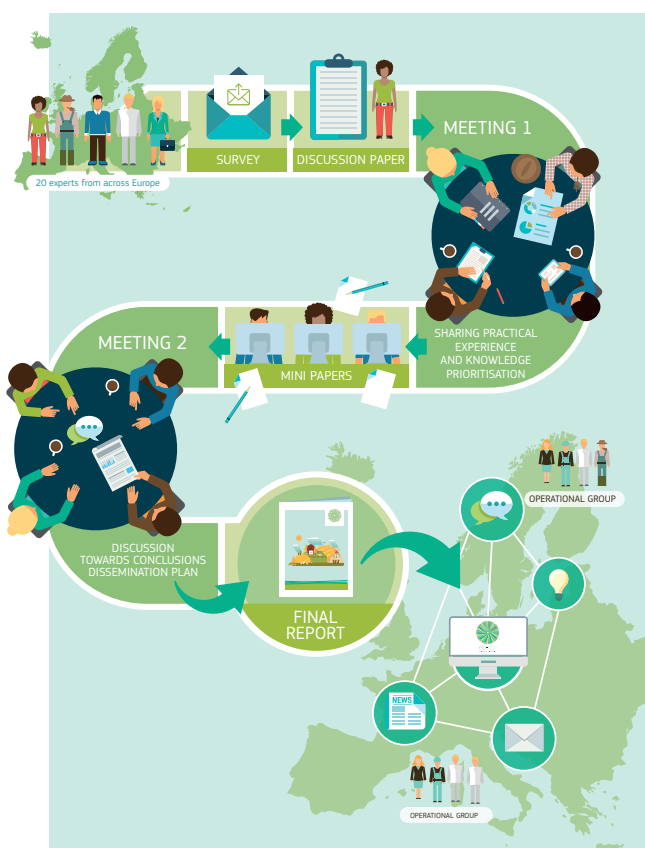 20 experts from across Europe
SURVEY
DISCUSSION PAPER
MEETING 1
SHARING PRACTICAL
EXPERIENCE
AND KNOWLEDGE
PRIORITISATION
MINI PAPERS
MEETING 2
DISCUSSION
TOWARDS CONCLUSIONS
DISSEMINATION PLAN
FINAL
REPORT
OPERATIONAL GROUP
NEWS
OPERATIONAL GROUP